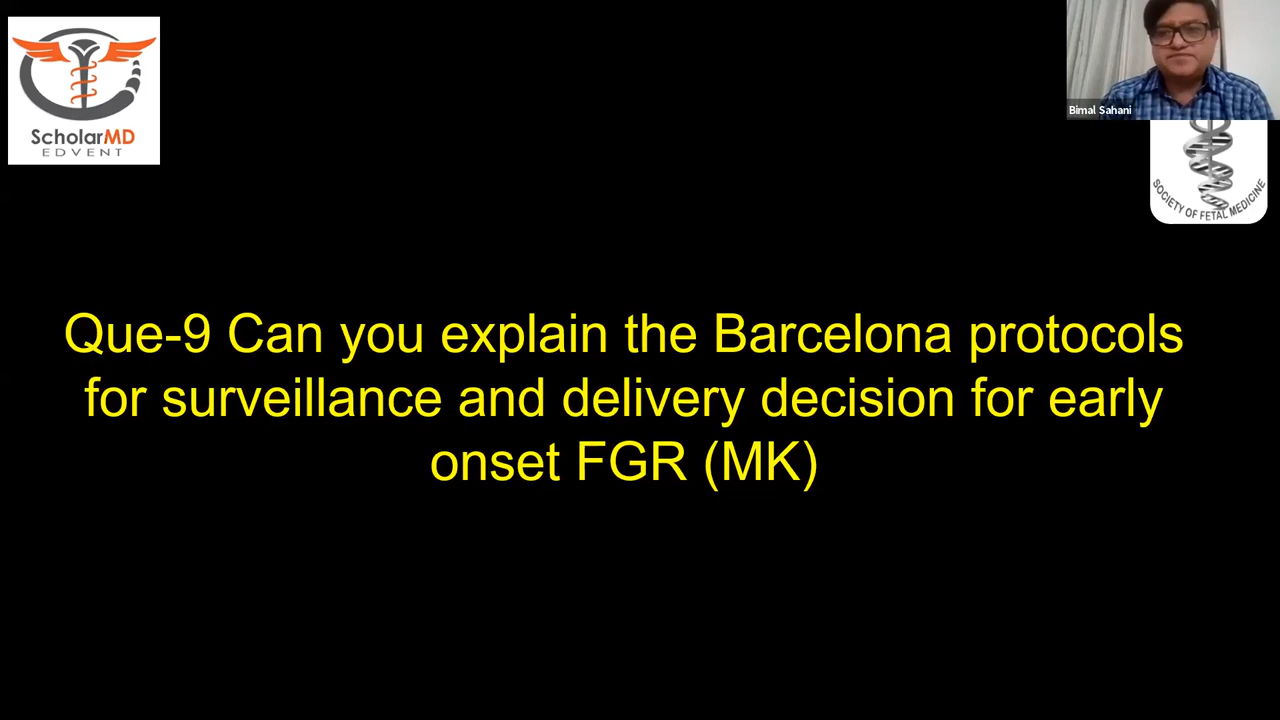 ScholarMD
EDVENT
Bimal Sahani
SOCIETY OF FETAL MEDICINE
Que-9 Can you explain the Barcelona protocols
for surveillance and delivery decision for early
onset FGR (MK)